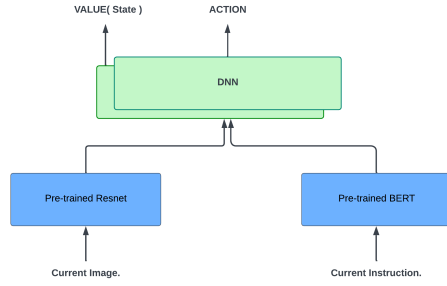 VALUE( State )
ACTION
DNN
Pre-trained Resnet
Pre-trained BERT
Current Image.
Current Instruction.